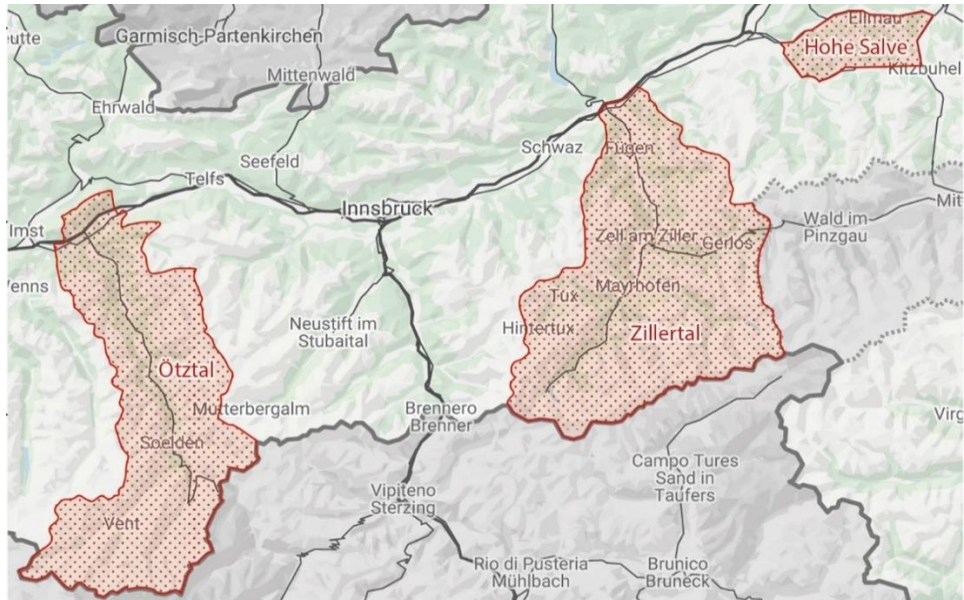 Ellmau
eutte
Garmisch-Partenkirchen
Hohe Salve
Mittenwald
Kitzbuhel
Ehrwald
Schwaz
Fügen
Seefeld
Telfs
Mit
Innsbruck
Imst
Wald im
Pinzgau
Zell am Ziller
Gerlos
enns
Mayrhofen
Tux
Neustift im
Stubaital
Hintertux
Zillertal
Ötztal
Mutterbergalm
Brennero
Brenner
Virg
Soelden
Campo Tures
Sand in
Taufers
Vipiteno
Sterzing
Vent
Rio di Pusteria
Mühlbach
Brunico
Bruneck